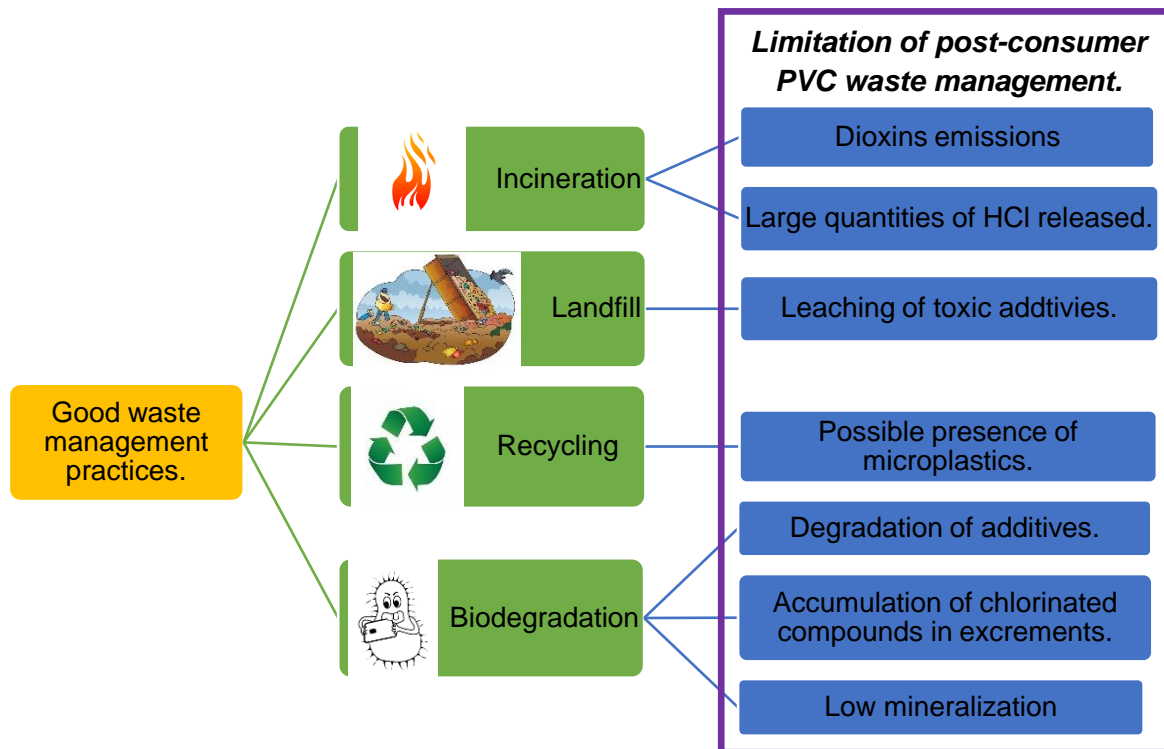 Limitation of post-consumer
PVC waste management.
Dioxins emissions
Incineration
Large quantities of HCl released.
Landfill
Leaching of toxic addtivies.
Good waste
management
practices.
Recycling
Possible presence of
microplastics.
Degradation of additives.
Biodegradation
Accumulation of chlorinated
compounds in excrements.
Low mineralization